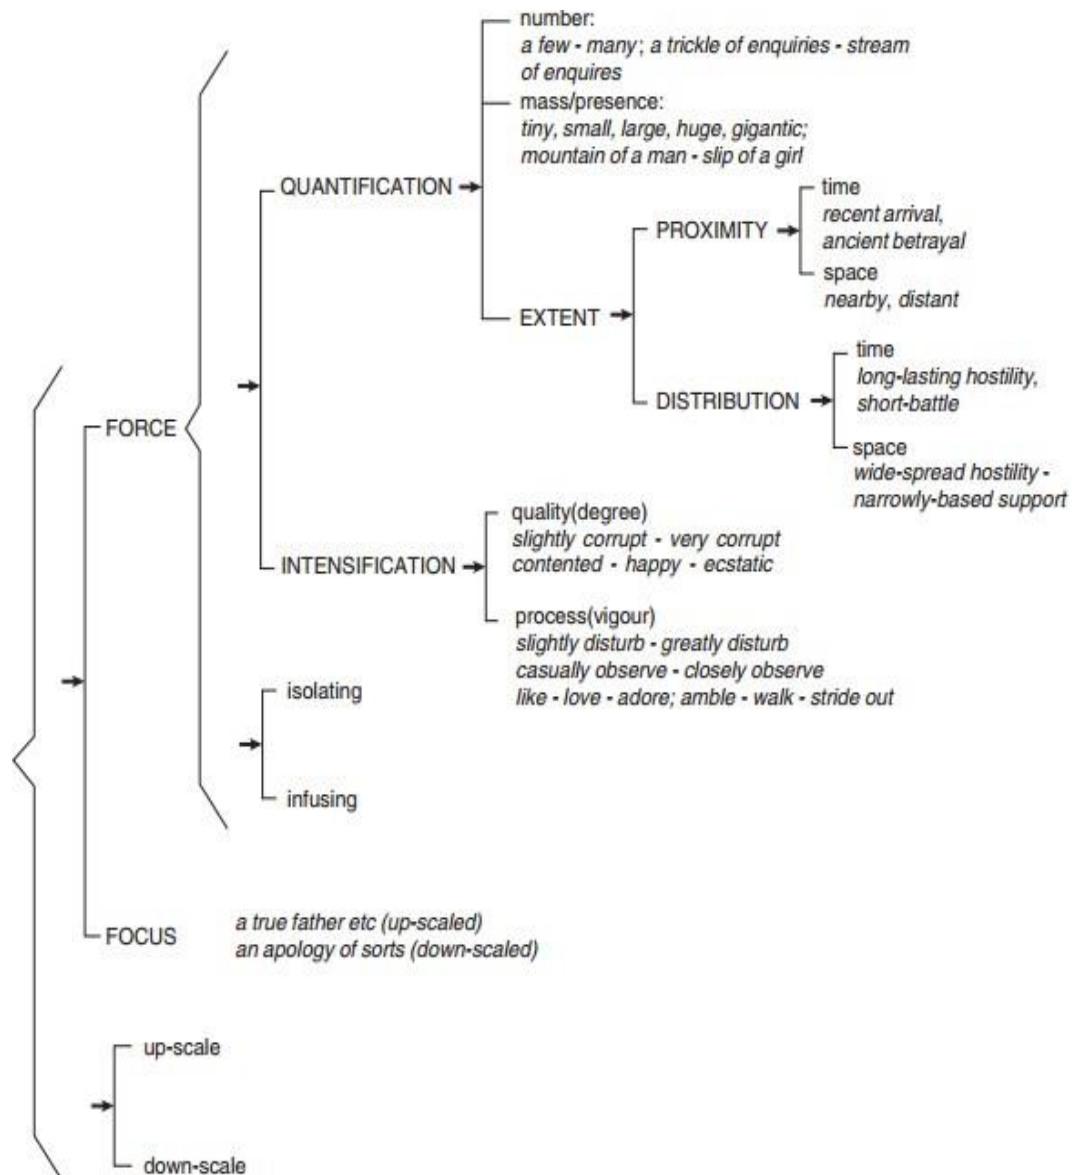 number:
a few - many; a trickle of enquiries - stream
of enquires
mass/presence:
tiny, small, large, huge, gigantic;
mountain of a man - slip of a girl
QUANTIFICATION
time
recent arrival,
ancient betrayal
PROXIMITY
space
nearby, distant
EXTENT
time
long-lasting hostility,
short-battle
DISTRIBUTION
space
wide-spread hostility -
narrowly-based support
FORCE
quality(degree)
slightly corrupt - very corrupt
contented - happy - ecstatic
INTENSIFICATION
process(vigour)
slightly disturb - greatly disturb
casually observe - closely observe
like - love - adore; amble - walk - stride out
isolating
infusing
FOCUS
a true father etc (up-scaled)
an apology of sorts (down-scaled)
up-scale
down-scale